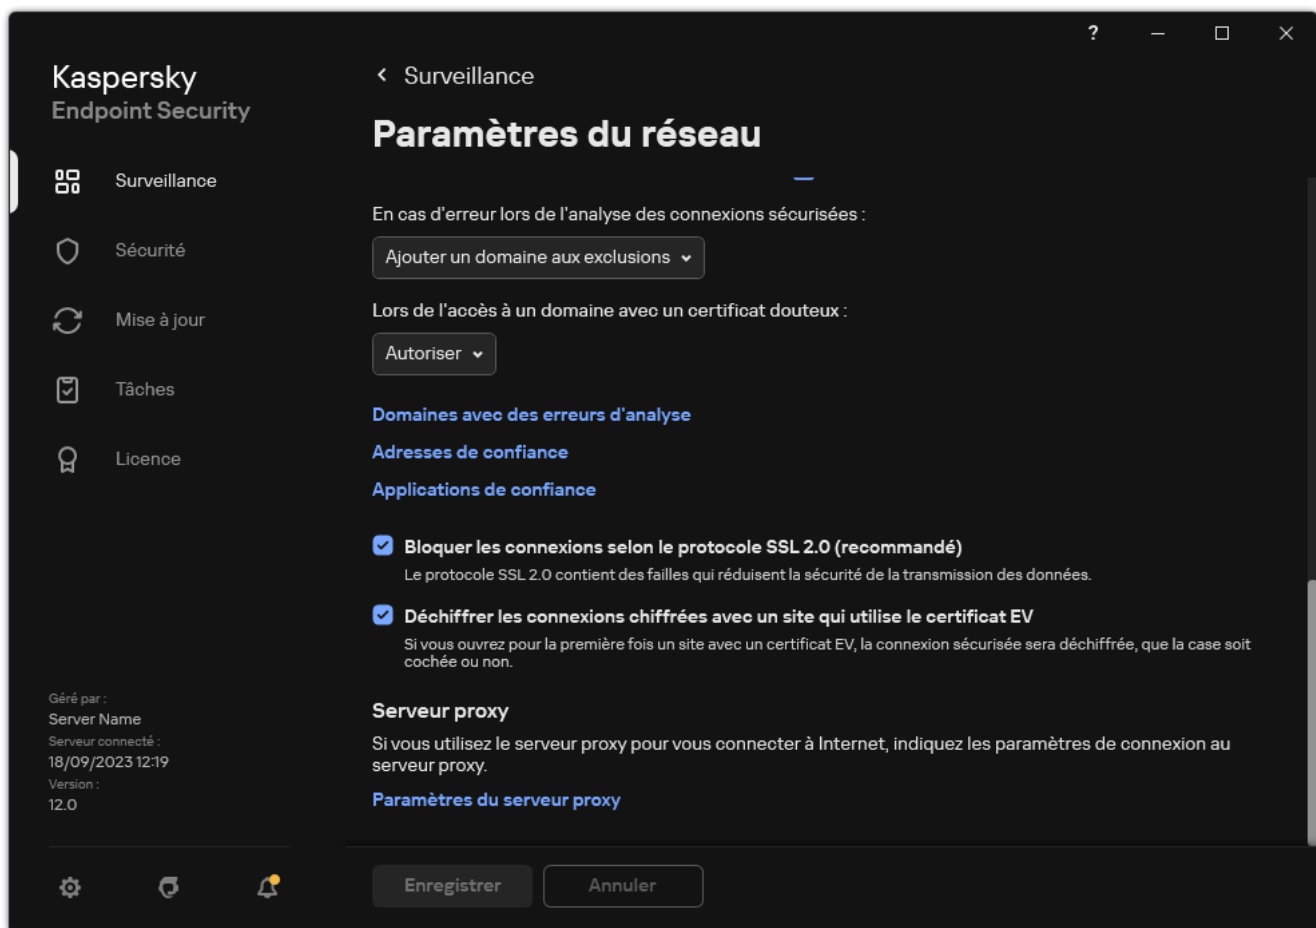 ?
Kaspersky
Endpoint Security
Surveillance
Sécurité
Mise à jour
Tâches
Licence
Géré par :
Server Name
Serveur connecté :
18/09/2023 12:19
Version :
12.0
Surveillance
Paramètres du réseau
En cas d'erreur lors de l'analyse des connexions sécurisées :
Ajouter un domaine aux exclusions
Lors de l'accès à un domaine avec un certificat douteux :
Autoriser
Domaines avec des erreurs d'analyse
Adresses de confiance
Applications de confiance
Bloquer les connexions selon le protocole SSL 2.0 (recommandé)
Le protocole SSL 2.0 contient des failles qui réduisent la sécurité de la transmission des données.
Déchiffrer les connexions chiffrées avec un site qui utilise le certificat EV
Si vous ouvrez pour la première fois un site avec un certificat EV, la connexion sécurisée sera déchiffrée, que la case soit
cochée ou non.
Serveur proxy
Si vous utilisez le serveur proxy pour vous connecter à Internet, indiquez les paramètres de connexion au
serveur proxy.
Paramètres du serveur proxy
Enregistrer
Annuler